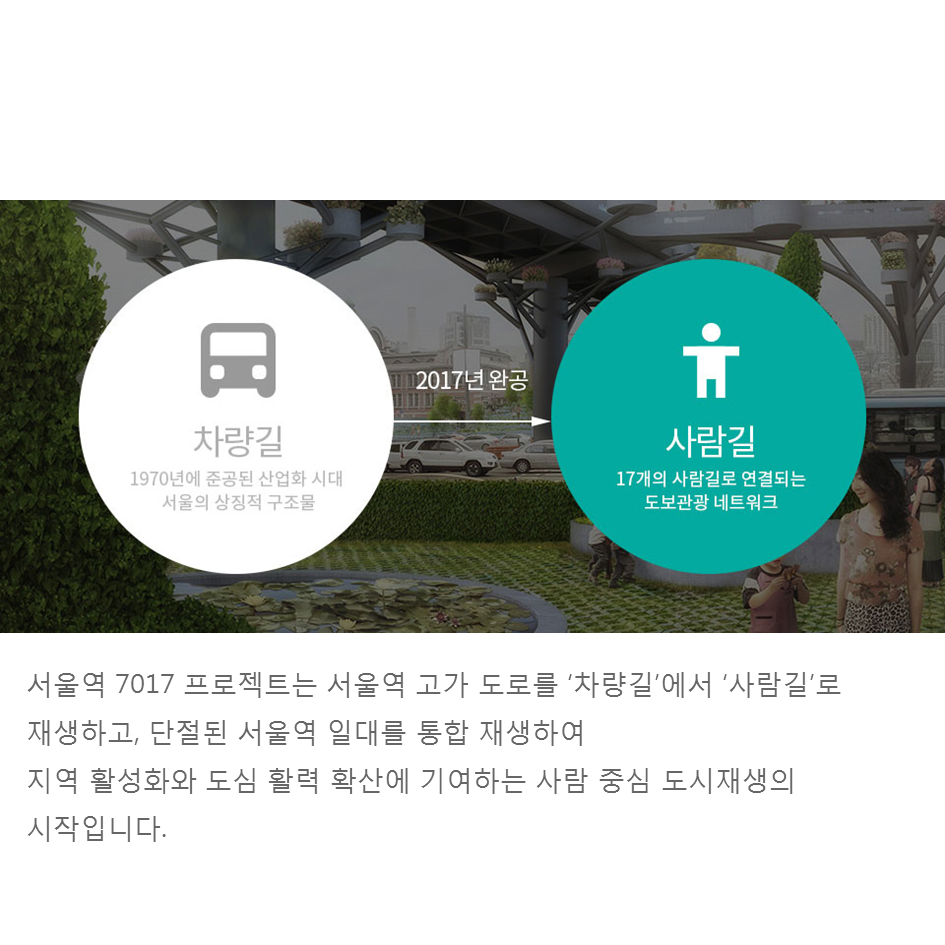 2017년 완공
차량길
1970년에 준공된 산업화 시대
서울의 상징적 구조물
사람길
17개의 사람길로 연결되는
도보관광 네트워크
서울역 7017 프로젝트는 서울역 고가 도로를 ‘차량길’에서 ‘사람길’로
재생하고, 단절된 서울역 일대를 통합 재생하여
지역 활성화와 도심 활력 확산에 기여하는 사람 중심 도시재생의
시작입니다.